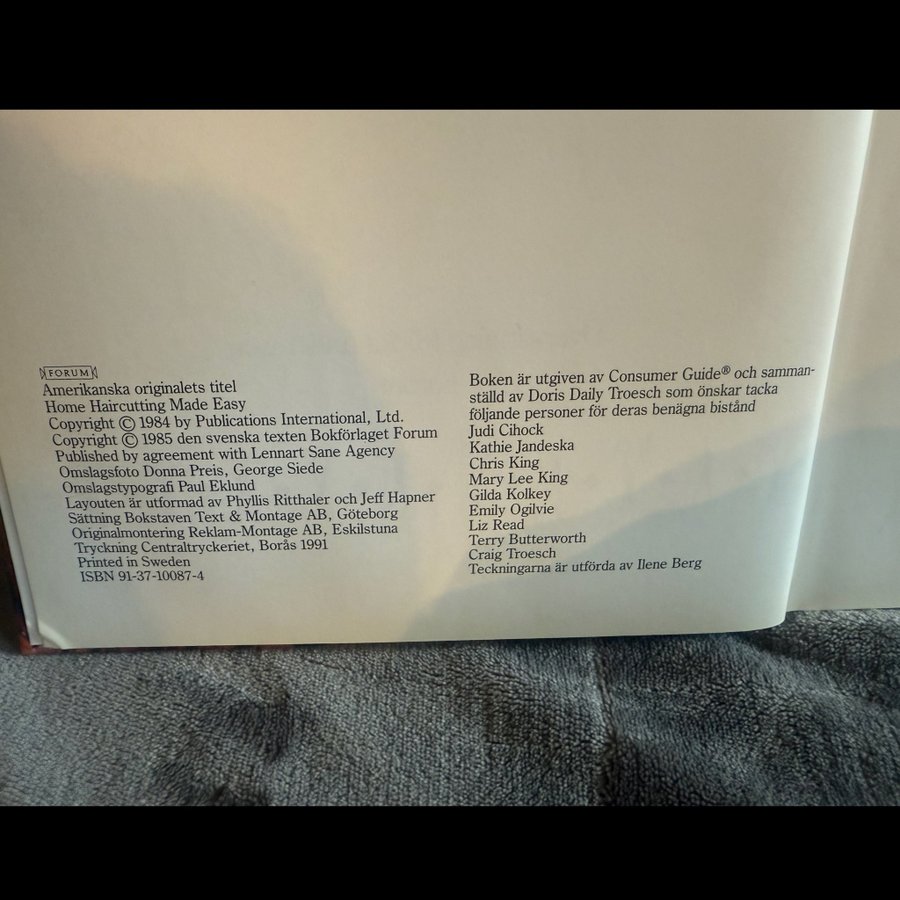 FORUM
Amerikanska originalets titel
Home Haircutting Made Easy
Copyright © 1984 by Publications International, Ltd.
Copyright © 1985 den svenska texten Bokförlaget Forum
Published by agreement with Lennart Sane Agency
Omslagsfoto Donna Preis, George Siede
Omslagstypografi Paul Eklund
Layouten är utformad av Phyllis Ritthaler och Jeff Hapner
Sättning Bokstaven Text & Montage AB, Göteborg
Originalmontering Reklam-Montage AB, Eskilstuna
Tryckning Centraltryckeriet, Borås 1991
Printed in Sweden
ISBN 91-37-10087-4
Boken är utgiven av Consumer Guide® och samman-
ställd av Doris Daily Troesch som önskar tacka
följande personer för deras benägna bistånd
Judi Cihock
Kathie Jandeska
Chris King
Mary Lee King
Gilda Kolkey
Emily Ogilvie
Liz Read
Terry Butterworth
Craig Troesch
Teckningarna är utförda av Ilene Berg